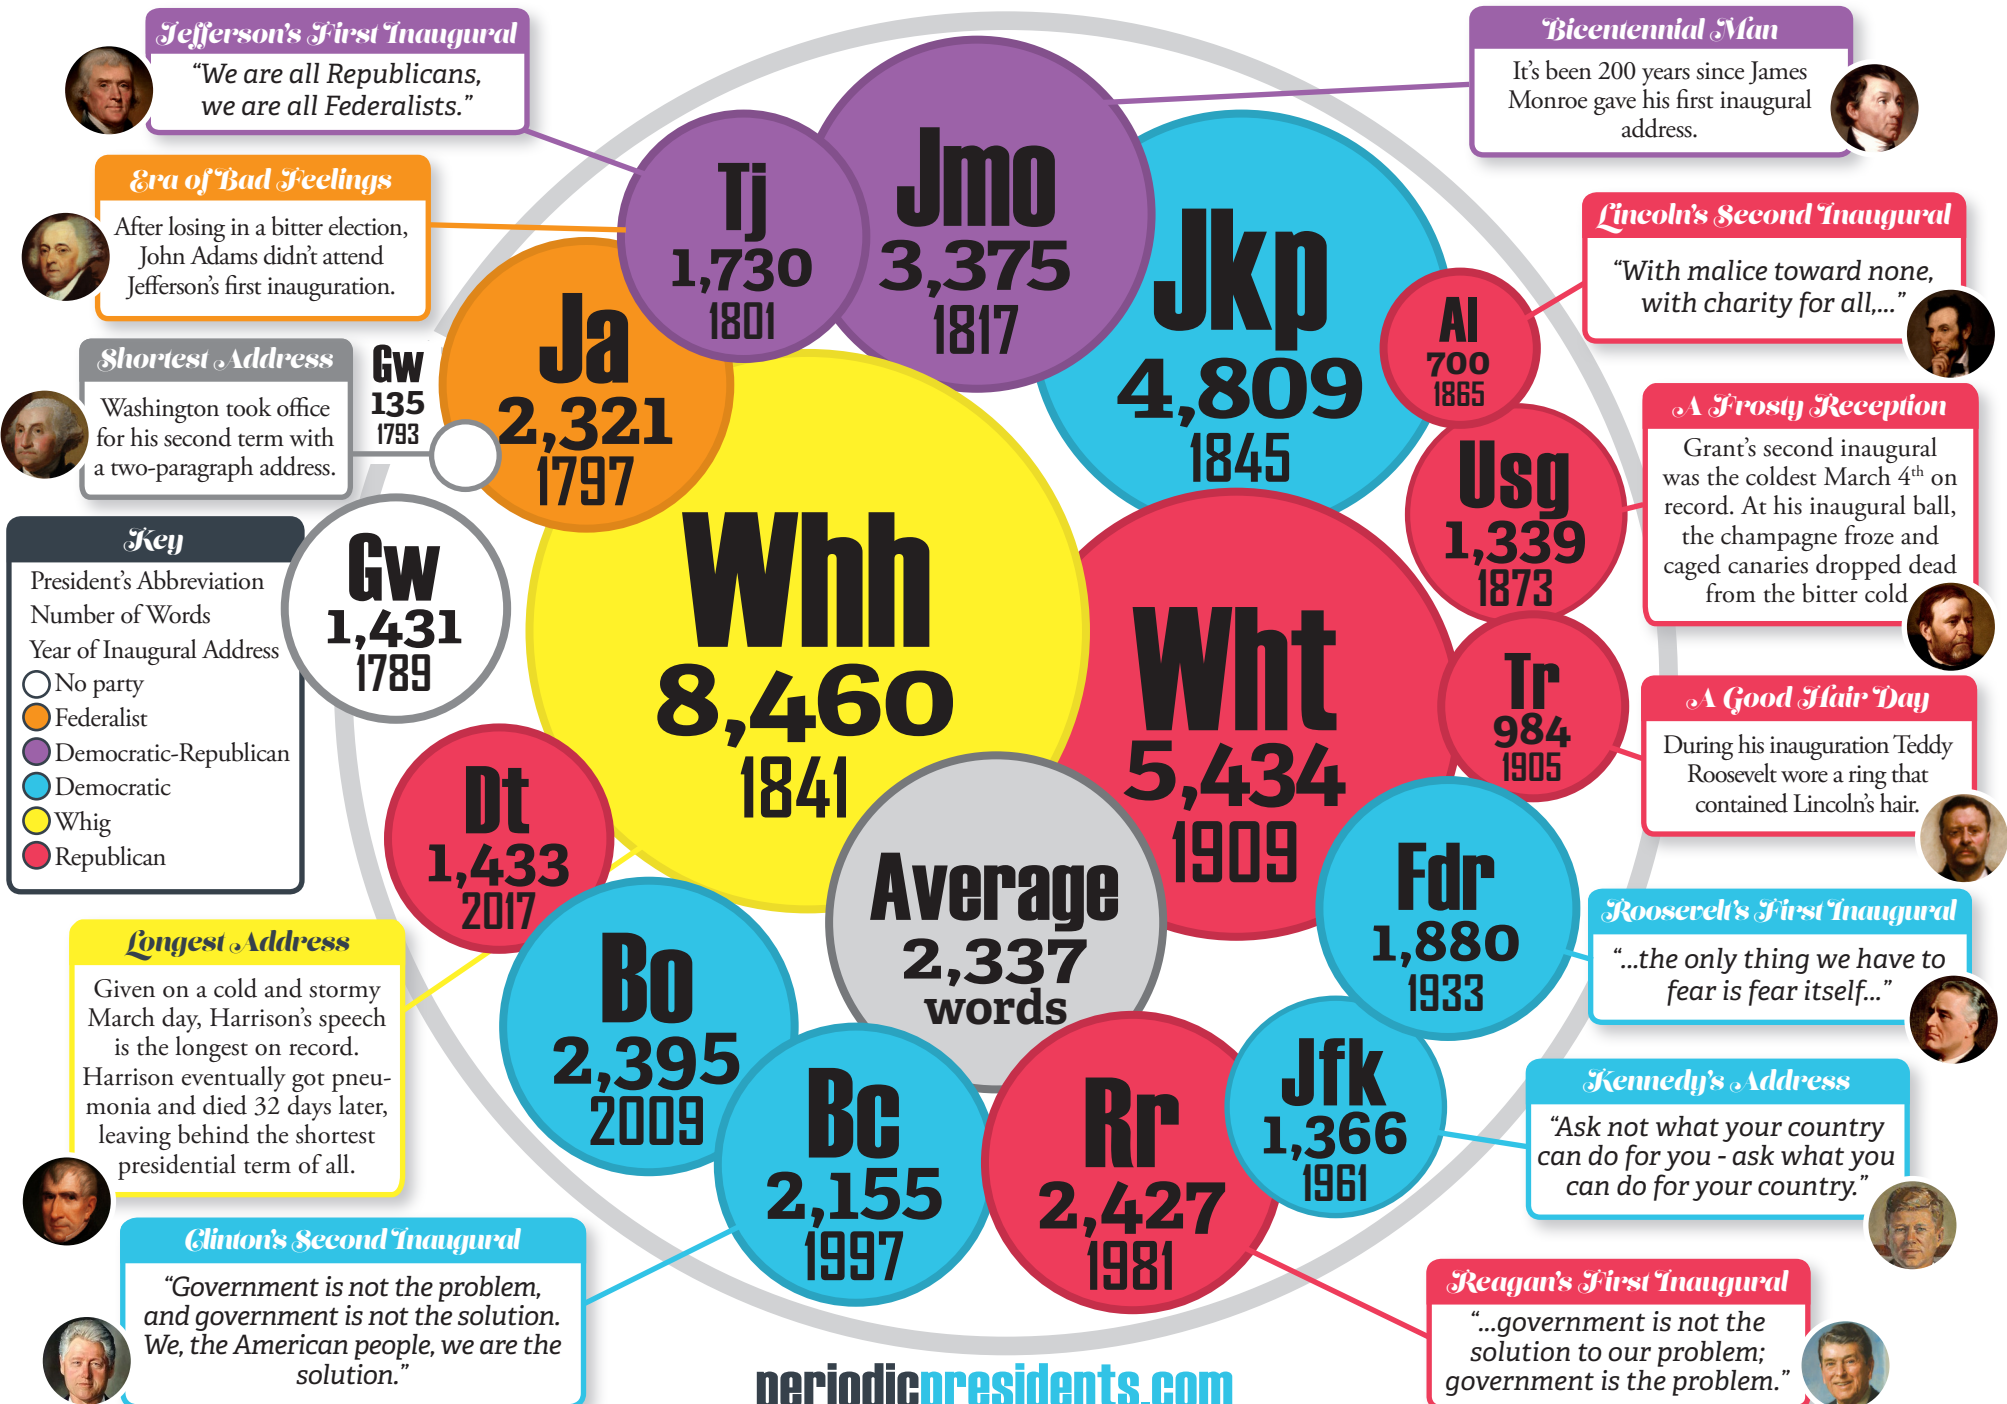 Jefferson's First Inaugural
“We are all Republicans,
we are all Federalists.”
Era of Bad Feelings
After losing in a bitter election,
John Adams didn't attend
Jefferson's first inauguration.
Shortest Address
Washington took office
for his second term with
a two-paragraph address.
Gw
135
1793
Key
President's Abbreviation
Number of Words
Year of Inaugural Address
No party
Federalist
Democratic-Republican
Democratic
Whig
Republican
Longest Address
Given on a cold and stormy
March day, Harrison's speech
is the longest on record.
Harrison eventually got pneu-
monia and died 32 days later,
leaving behind the shortest
presidential term of all.
Clinton's Second Inaugural
“Government is not the problem,
and government is not the solution.
We, the American people, we are the
solution.”
Gw
1,431
1789
Ja
2,321
1797
Tj
1,730
1801
Jmo
3,375
1817
Jkp
4,809
1845
Al
700
1865
Usg
1,339
1873
Tr
984
1905
Whh
8,460
1841
Wht
5,434
1909
Average
2,337
words
Fdr
1,880
1933
Jfk
1,366
1961
Rr
2,427
1981
Bc
2,155
1997
Bo
2,395
2009
Dt
1,433
2017
Bicentennial Man
It's been 200 years since James
Monroe gave his first inaugural
address.
Lincoln's Second Inaugural
“With malice toward none,
with charity for all,...”
A Frosty Reception
Grant's second inaugural
was the coldest March 4th on
record. At his inaugural ball,
the champagne froze and
caged canaries dropped dead
from the bitter cold
A Good Hair Day
During his inauguration Teddy
Roosevelt wore a ring that
contained Lincoln's hair.
Roosevelt's First Inaugural
“...the only thing we have to
fear is fear itself...”
Kennedy's Address
“Ask not what your country
can do for you - ask what you
can do for your country.”
Reagan's First Inaugural
“...government is not the
solution to our problem;
government is the problem.”
periodicpresidents.com